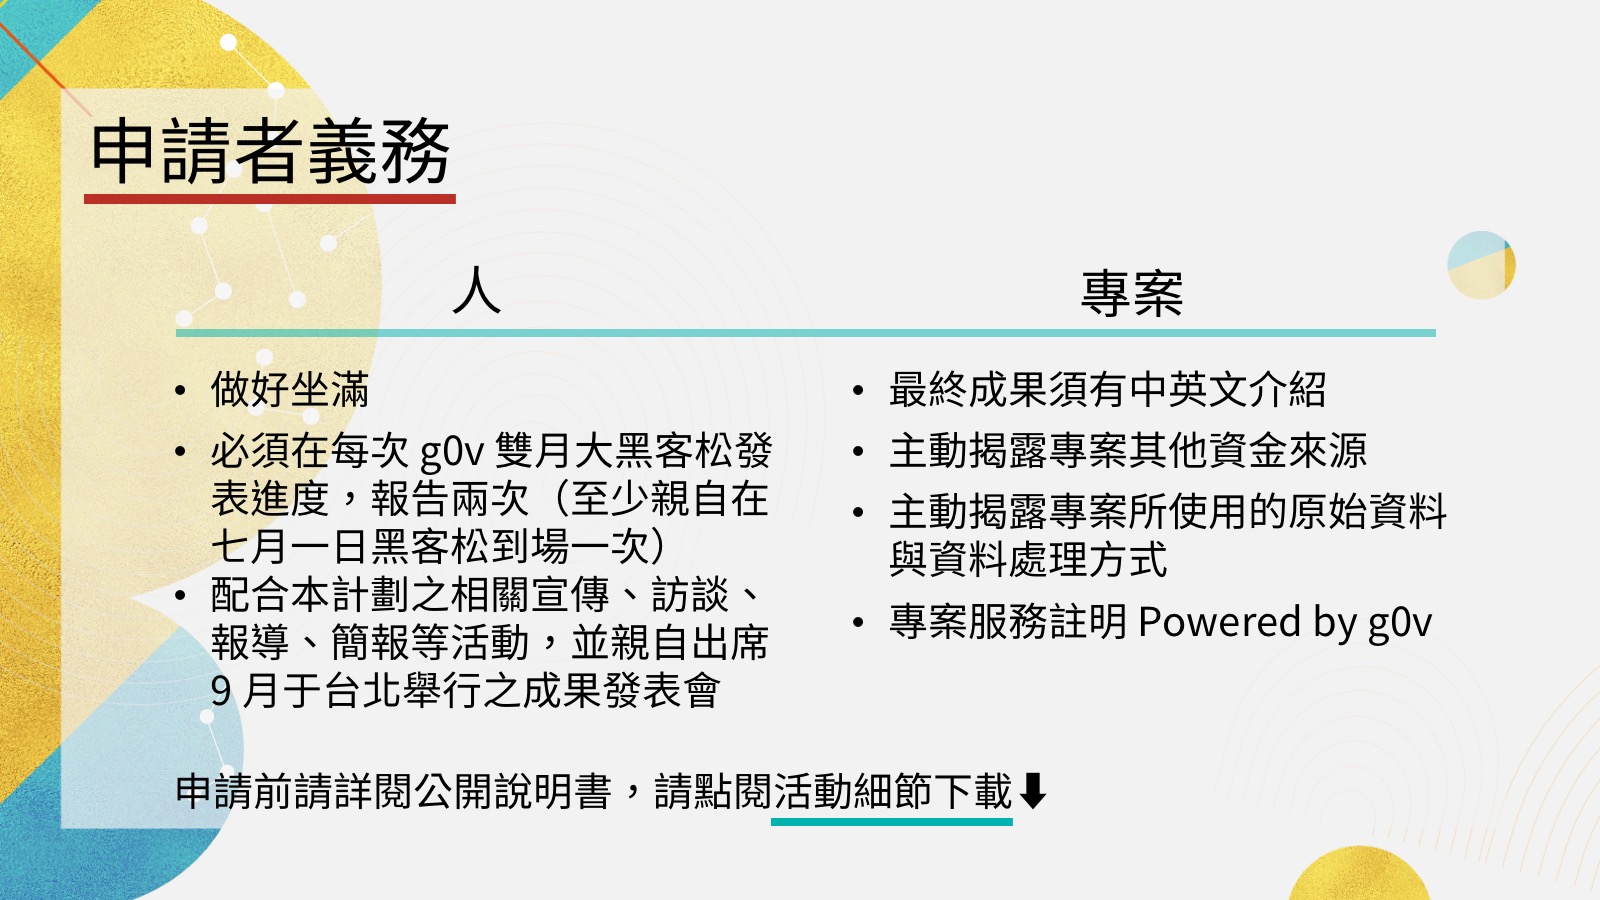 申請者義務
人
• 做好坐滿
• 必須在每次 g0v 雙月大黑客松發
表進度，報告兩次（至少親自在
七月一日黑客松到場一次）
• 配合本計劃之相關宣傳、訪談、
報導、簡報等活動，並親自出席
9 月于台北舉行之成果發表會
專案
• 最終成果須有中英文介紹
• 主動揭露專案其他資金來源
• 主動揭露專案所使用的原始資料
與資料處理方式
• 專案服務註明 Powered by g0v
申請前請詳閱公開說明書，請點閱活動細節下載⬇